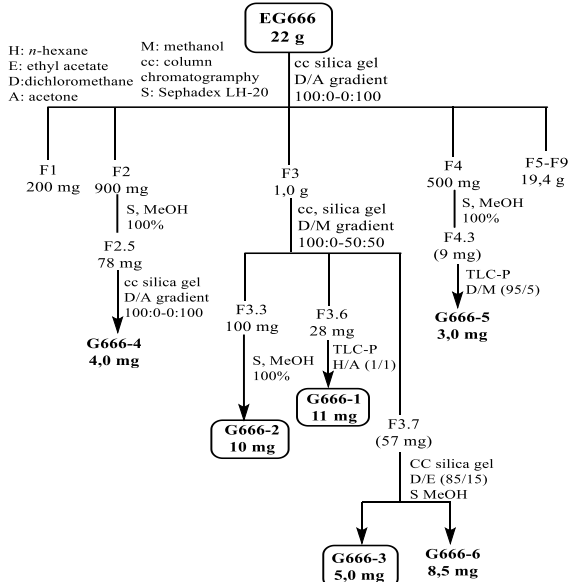 EG666
22 g
H: n-hexane
E: ethyl acetate
D:dichloromethane
A: acetone
M: methanol
cc: column
chromatogramphy
S: Sephadex LH-20
cc silica gel
D/A gradient
100:0-0:100
F1
200 mg
F2
900 mg
F3
1,0 g
F4
500 mg
F5-F9
19,4 g
S, MeOH
100%
F2.5
78 mg
cc silica gel
D/A gradient
100:0-0:100
G666-4
4,0 mg
cc, silica gel
D/M gradient
100:0-50:50
F3.3
100 mg
S, MeOH
100%
G666-2
10 mg
F3.6
28 mg
TLC-P
H/A (1/1)
G666-1
11 mg
F3.7
(57 mg)
CC silica gel
D/E (85/15)
S MeOH
G666-3
5,0 mg
G666-6
8,5 mg
S, MeOH
100%
F4.3
(9 mg)
TLC-P
D/M (95/5)
G666-5
3,0 mg